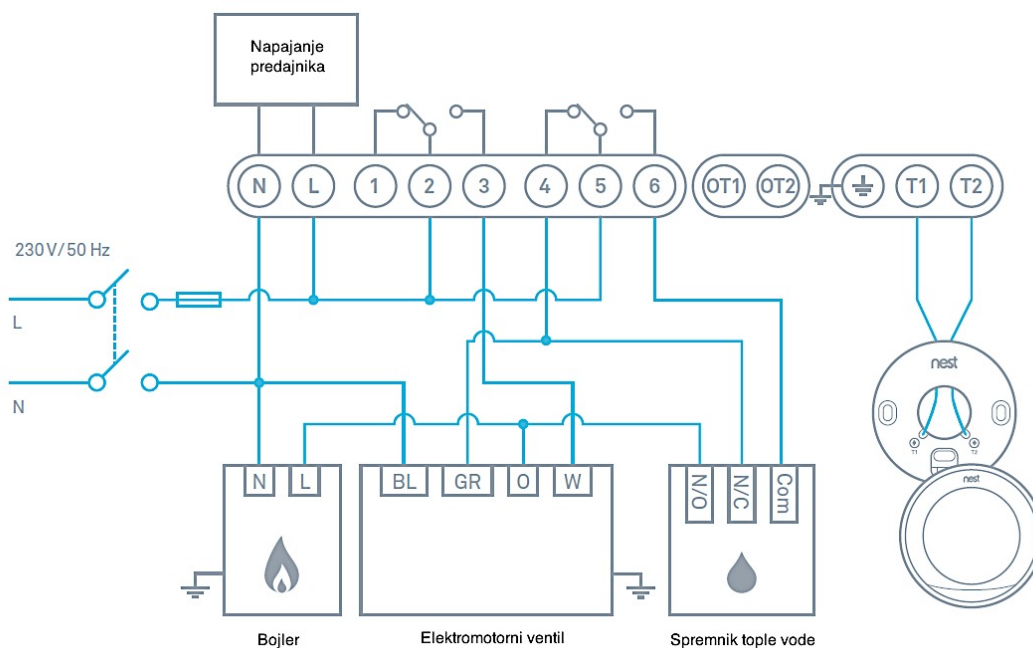 Napajanje
predajnika
N L 1 2 3 4 5 6 OT1 OT2 T1 T2
230 V/50 Hz
L
N
nest
T1 T2
nest
N L BL GR O W N/O N/C Com
Bojler
Elektromotorni ventil
Spremnik tople vode